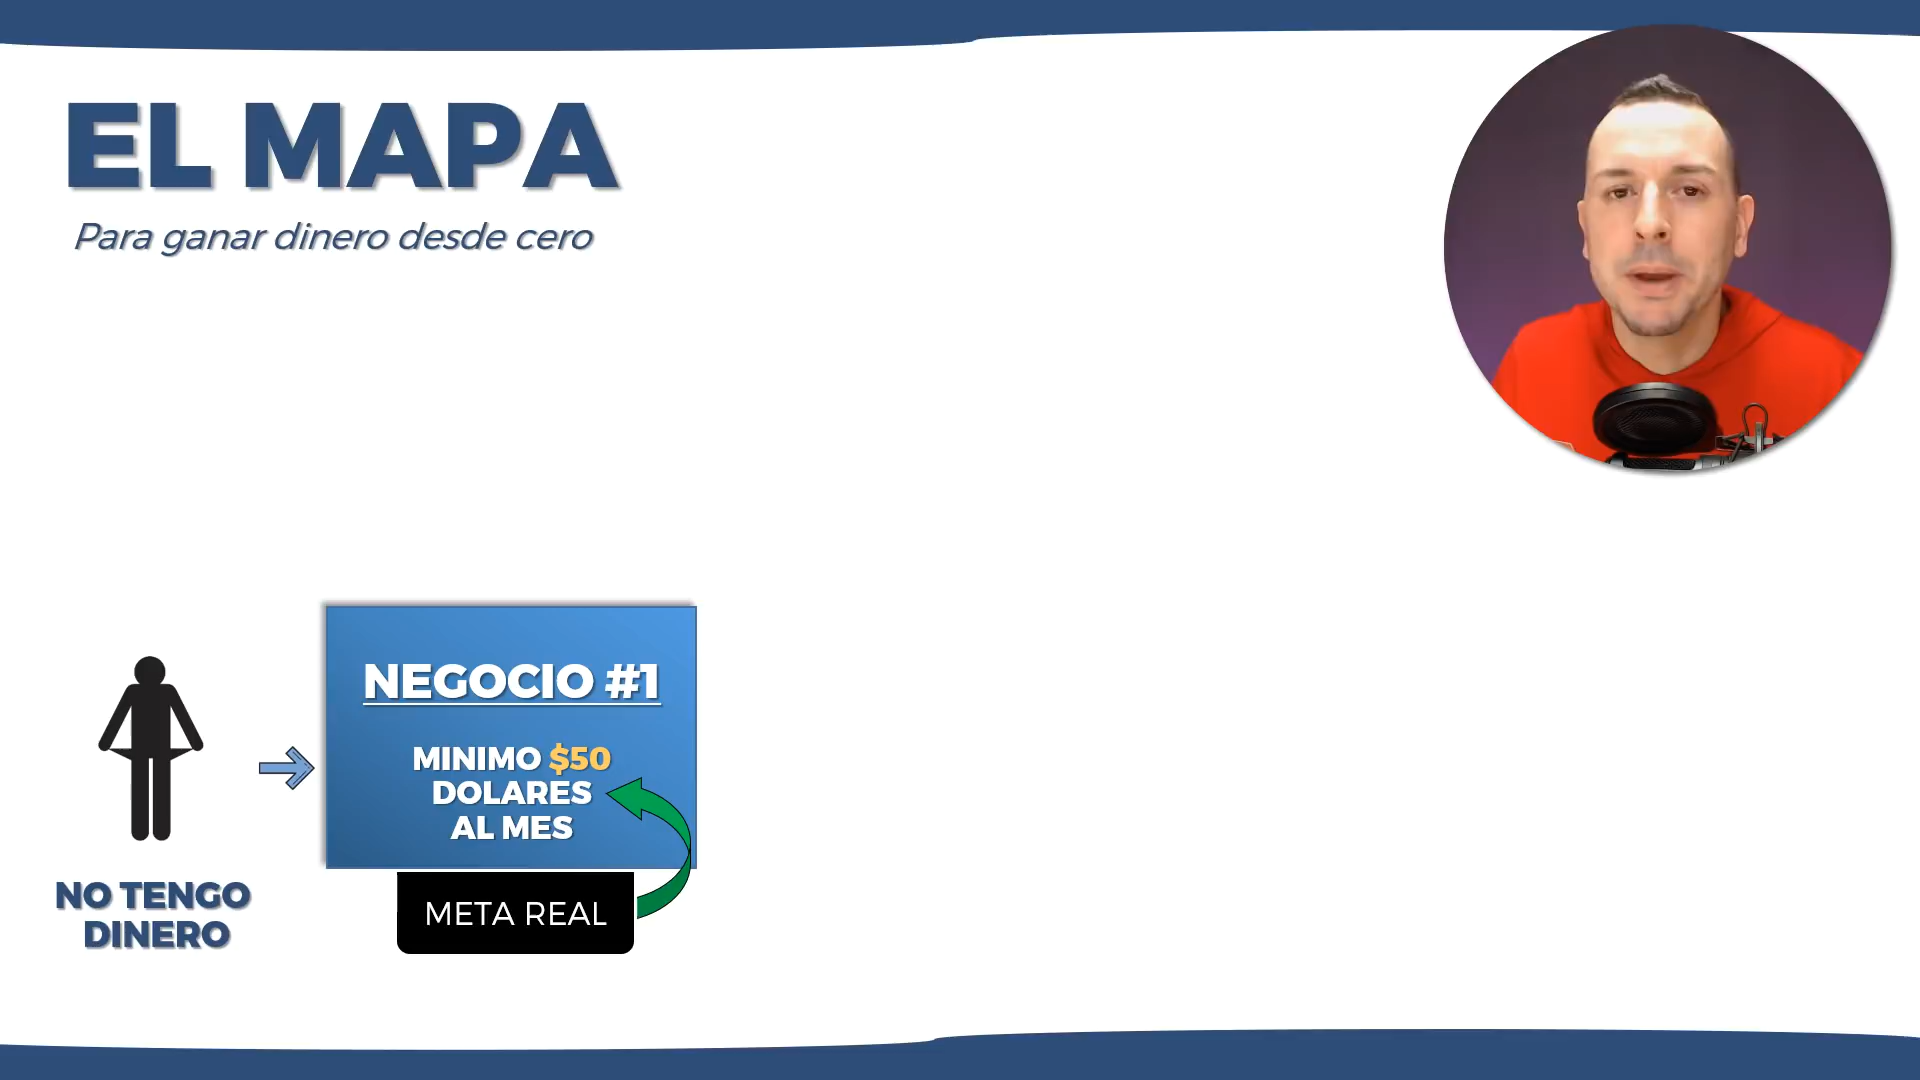 EL MAPA
Para ganar dinero desde cero
NEGOCIO #1
MINIMO $50
DOLARES
AL MES
META REAL
NO TENGO
DINERO